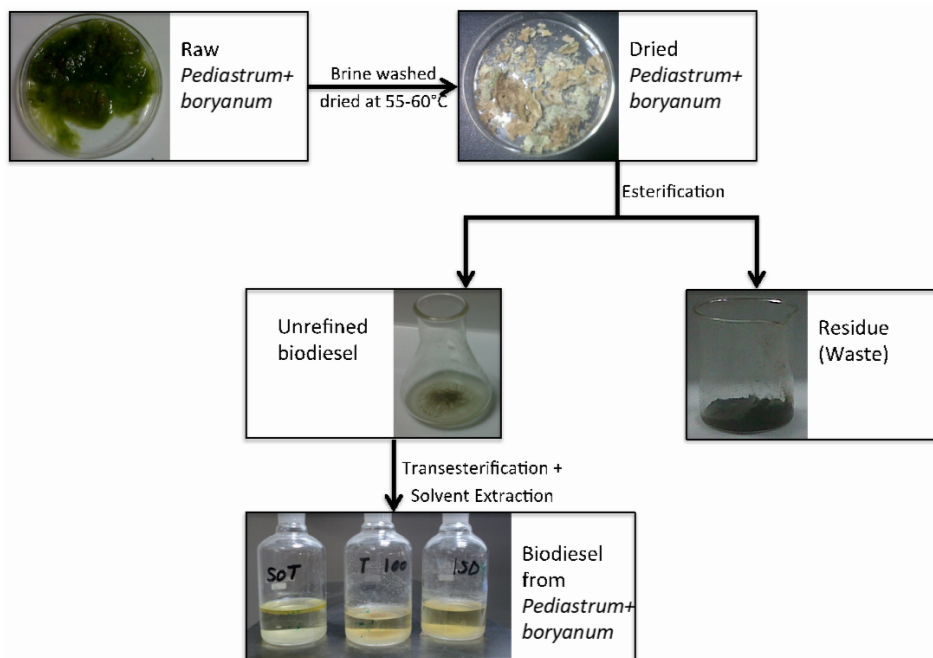 Raw
Pediastrum+
boryanum
Brine washed
dried at 55-60°C
Dried
Pediastrum+
boryanum
Esterification
Unrefined
biodiesel
Residue
(Waste)
Transesterification +
Solvent Extraction
SOT
T 100
150
Biodiesel
from
Pediastrum+
boryanum